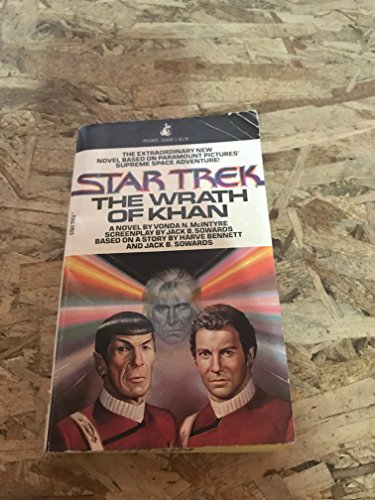 THE EXTRAORDINARY NEW
NOVEL BASED ON PARAMOUNT PICTURES'
SUPREME SPACE ADVENTURE!
STAR TREK
THE WRATH
OF KHAN
A NOVEL BY VONDA N. McINTYRE
SCREENPLAY BY JACK B. SOWARDS
BASED ON A STORY BY HARVE BENNETT
AND JACK B. SOWARDS